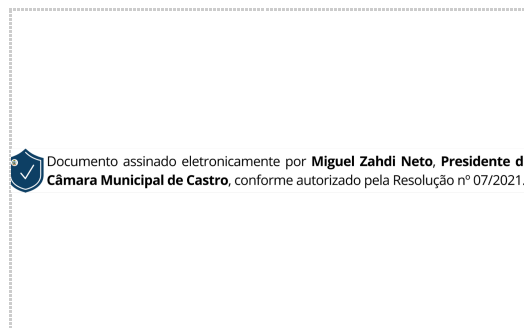 Documento assinado eletronicamente por Miguel Zahdi Neto, Presidente d
Câmara Municipal de Castro, conforme autorizado pela Resolução nº 07/2021.